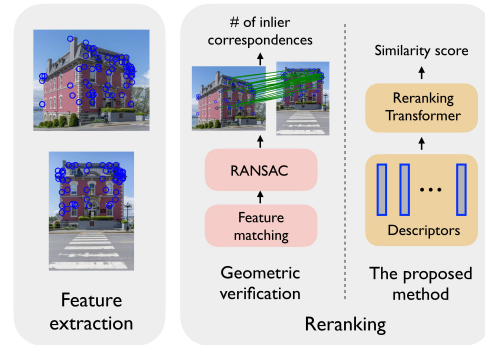 Feature
extraction
# of inlier
correspondences
RANSAC
Feature
matching
Geometric
verification
Similarity score
Reranking
Transformer
Descriptors
The proposed
method
Reranking